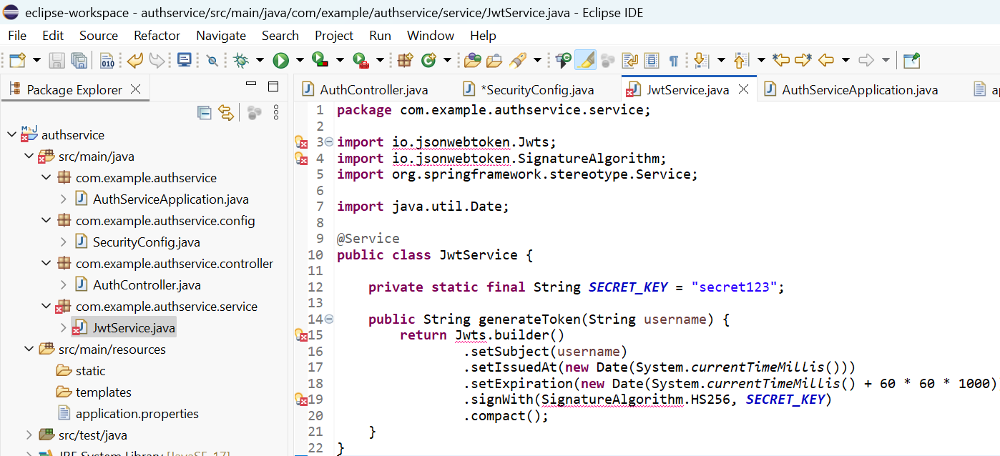 eclipse-workspace - authservice/src/main/java/com/example/authservice/service/JwtService.java - Eclipse IDE
File Edit Source Refactor Navigate Search Project Run Window Help
Package Explorer
AuthController.java *SecurityConfig.java JwtService.java AuthServiceApplication.java
authservice
src/main/java
com.example.authservice
AuthServiceApplication.java
com.example.authservice.config
SecurityConfig.java
com.example.authservice.controller
AuthController.java
com.example.authservice.service
JwtService.java
src/main/resources
static
templates
application.properties
src/test/java
JRE System Library [JavaSE-17]
1 package com.example.authservice.service;
2
3 import io.jsonwebtoken.Jwts;
4 import io.jsonwebtoken.SignatureAlgorithm;
5 import org.springframework.stereotype.Service;
6
7 import java.util.Date;
8
9 @Service
10 public class JwtService {
11
12 private static final String SECRET_KEY = "secret123";
13
14 public String generateToken(String username) {
15 return Jwts.builder()
16 .setSubject(username)
17 .setIssuedAt(new Date(System.currentTimeMillis()))
18 .setExpiration(new Date(System.currentTimeMillis() + 60 * 60 * 1000)
19 .signWith(SignatureAlgorithm.HS256, SECRET_KEY)
20 .compact();
21 }
22 }